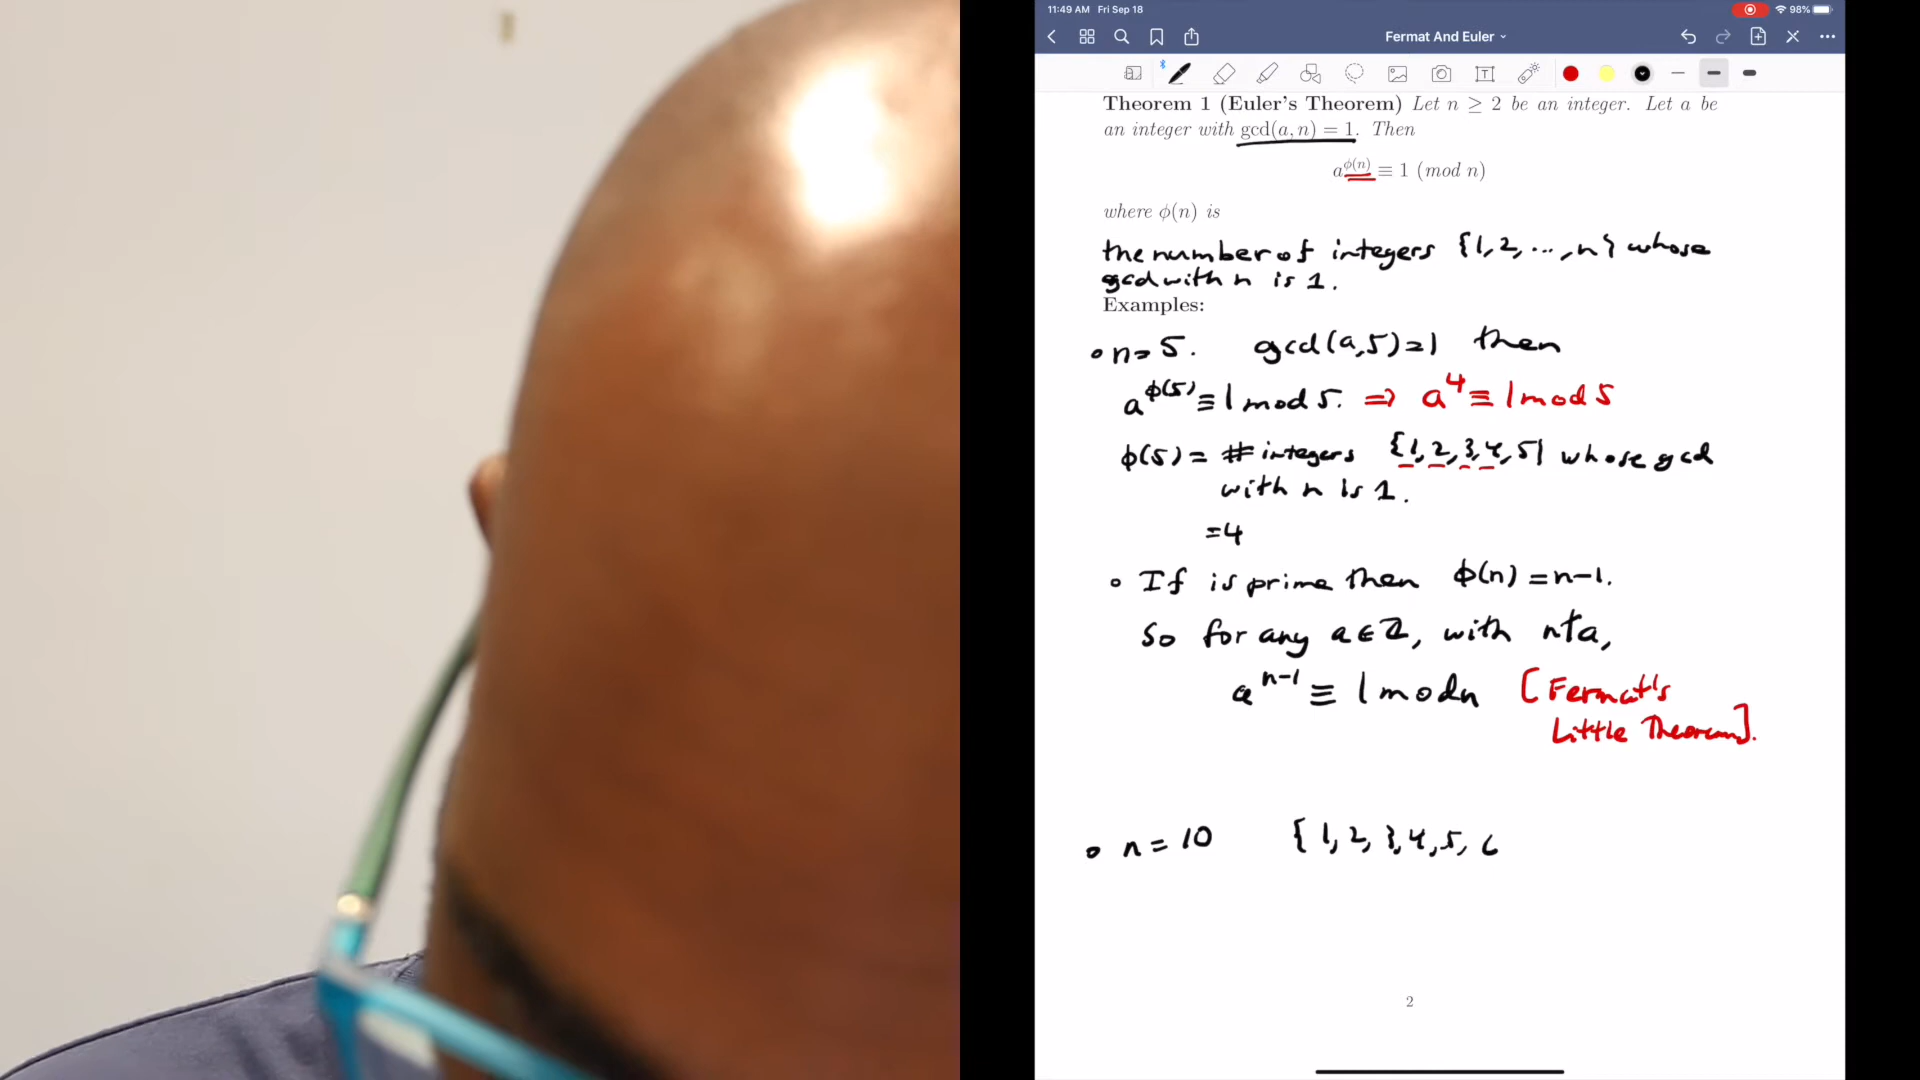 11:49 AM Fri Sep 18
98%
Fermat And Euler
Theorem 1 (Euler's Theorem) Let n ≥ 2 be an integer. Let a be
an integer with gcd(a, n) = 1. Then
a^ϕ(n) ≡ 1 (mod n)
where ϕ(n) is
the number of integers {1, 2, ..., n} whose
gcd with n is 1.
Examples:
∘ n = 5. gcd(a,5)=1 then
a^ϕ(5) ≡ 1 mod 5. ⇒ a^4 ≡ 1 mod 5
ϕ(5) = # integers {1, 2, 3, 4, 5} whose gcd
with n is 1.
=4
∘ If is prime then ϕ(n) = n-1.
So for any a ∈ ℤ, with n∤a,
a^n-1 ≡ 1 mod n [Fermat's
Little Theorem].
∘ n = 10 { 1, 2, 3, 4, 5, 6
2